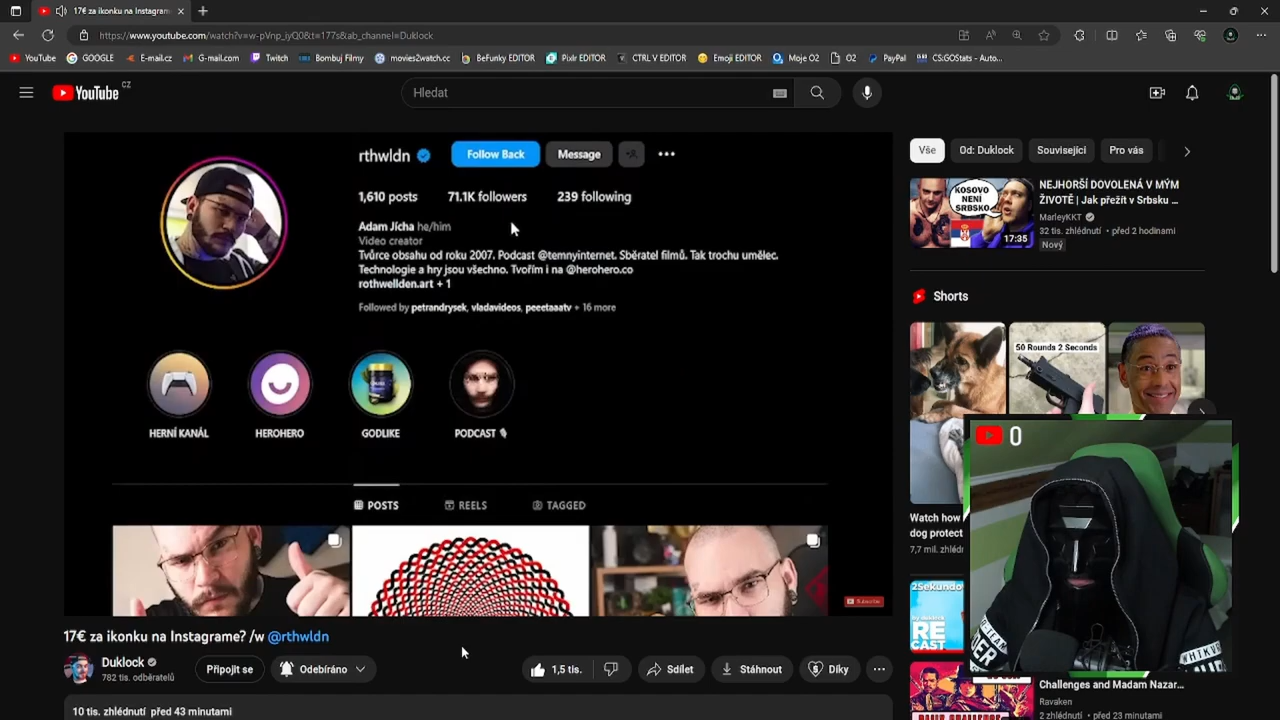 17€ za ikonku na Instagrame
https://www.youtube.com/watch?v=w-pVnp_iyQ0&t=177s&ab_channel=Duklock
YouTube GOOGLE E-mail.cz G-mail.com Twitch Bombuj Filmy movies2watch.cc BeFunky EDITOR Pixlr EDITOR CTRL V EDITOR Emoji EDITOR Moje O2 O2 PayPal CS:GOStats - Auto...
YouTube CZ
Hledat
rthwldn Follow Back Message
1,610 posts 71.1K followers 239 following
Adam Jícha he/him
Video creator
Tvůrce obsahu od roku 2007. Podcast @temnyinternet. Sběratel filmů. Tak trochu umělec.
Technologie a hry jsou všechno. Tvořím i na @herohero.co
rothwellden.art + 1
Followed by petrandrysek, vladavideos, peeetaaatv + 16 more
HERNÍ KANÁL HEROHERO GODLIKE PODCAST
POSTS REELS TAGGED
Subscribe
17€ za ikonku na Instagrame? /w @rthwldn
Duklock
782 tis. odběratelů
Připojit se
Odebíráno
1,5 tis.
Sdílet
Stáhnout
Díky
10 tis. zhlédnutí před 43 minutami
Vše Od: Duklock Související Pro vás
KOSOVO
NENÍ
SRBSKO
17:35
NEJHORŠÍ DOVOLENÁ V MÝM
ŽIVOTĚ | Jak přežít v Srbsku ...
MarleyKKT
32 tis. zhlédnutí před 2 hodinami
Nový
Shorts
50 Rounds 2 Seconds
0
Watch how
dog protect
7,7 mil. zhléd
2Sekundo
by duklock
RE
CAST
Challenges and Madam Nazar...
Ravaken
2 zhlédnutí před 23 minutami